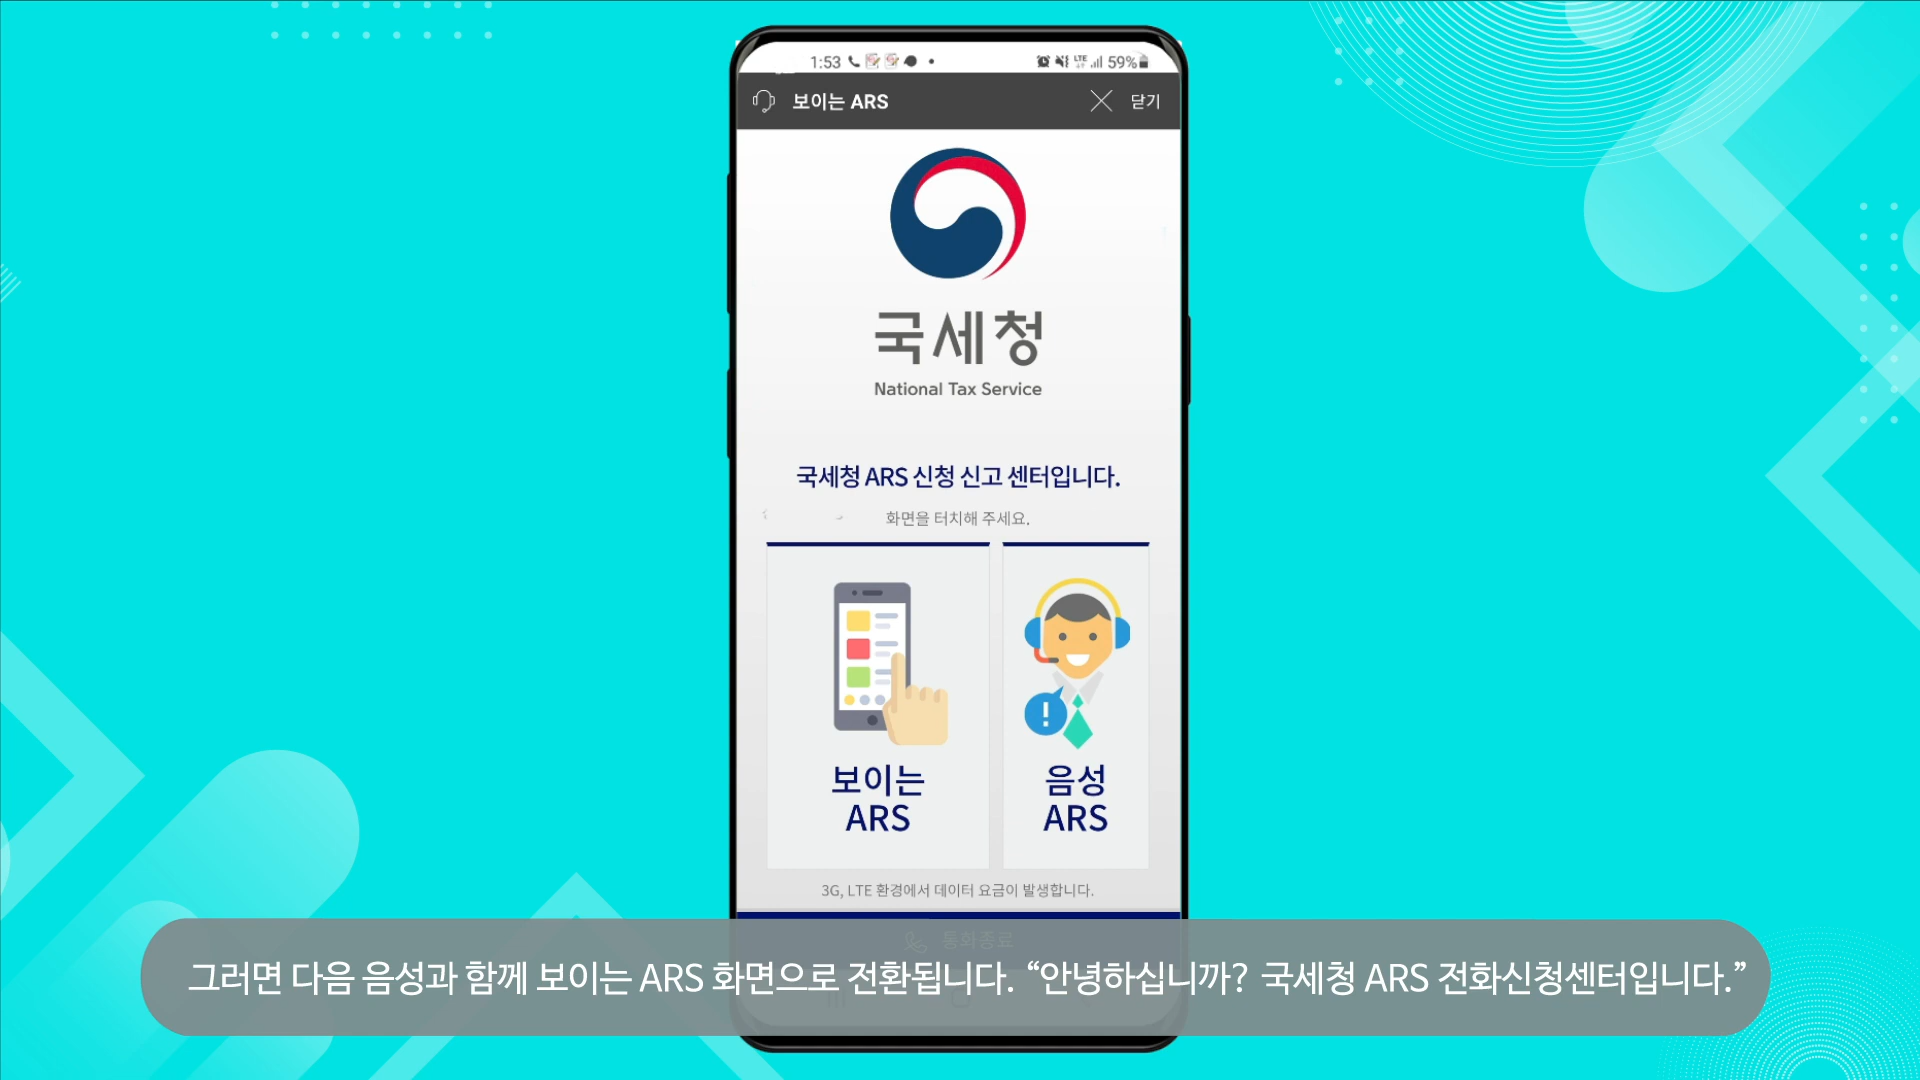 1:53 LTE 59%
보이는 ARS 닫기
국세청
National Tax Service
국세청 ARS 신청 신고 센터입니다.
화면을 터치해 주세요.
보이는
ARS
음성
ARS
3G, LTE 환경에서 데이터 요금이 발생합니다.
통화종료
그러면 다음 음성과 함께 보이는 ARS 화면으로 전환됩니다. “안녕하십니까? 국세청 ARS 전화신청센터입니다.”